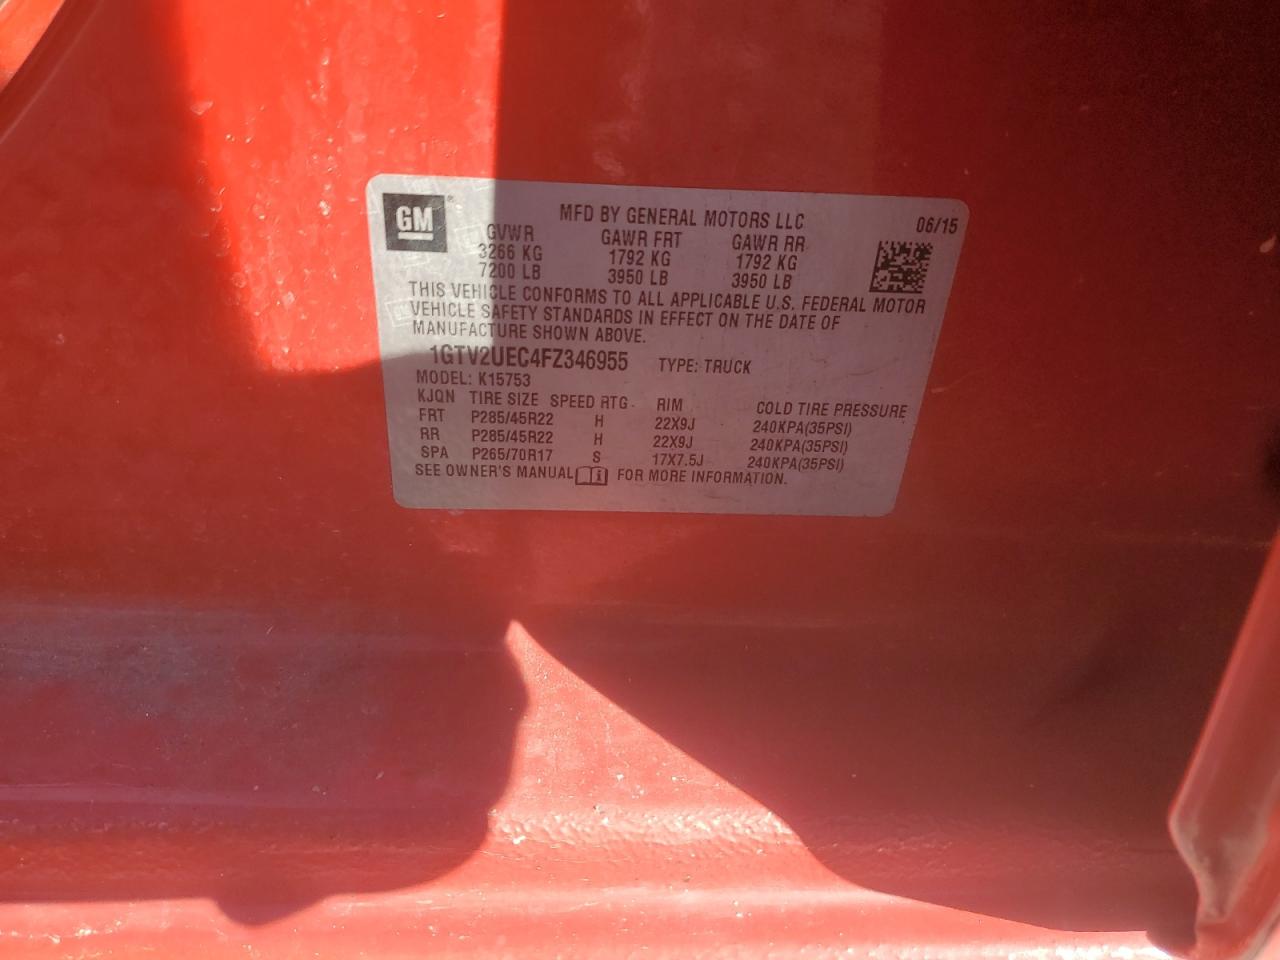 GM
MFD BY GENERAL MOTORS LLC 06/15
GVWR GAWR FRT GAWR RR
3266 KG 1792 KG 1792 KG
7200 LB 3950 LB 3950 LB
THIS VEHICLE CONFORMS TO ALL APPLICABLE U.S. FEDERAL MOTOR
VEHICLE SAFETY STANDARDS IN EFFECT ON THE DATE OF
MANUFACTURE SHOWN ABOVE.
1GTV2UEC4FZ346955 TYPE: TRUCK
MODEL: K15753
KJQN TIRE SIZE SPEED RTG RIM COLD TIRE PRESSURE
FRT P285/45R22 H 22X9J 240KPA(35PSI)
RR P285/45R22 H 22X9J 240KPA(35PSI)
SPA P265/70R17 S 17X7.5J 240KPA(35PSI)
SEE OWNER'S MANUAL FOR MORE INFORMATION.